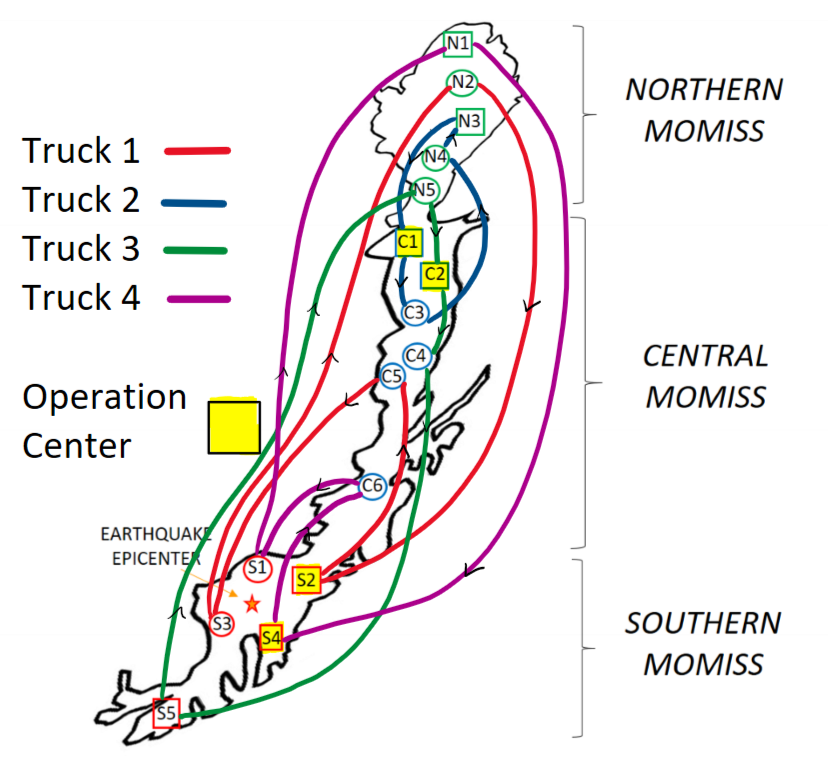 N1
N2
N3
N4
N5
NORTHERN
MOMISS
Truck 1
Truck 2
Truck 3
Truck 4
C1
C2
C3
C4
C5
C6
CENTRAL
MOMISS
Operation
Center
EARTHQUAKE
EPICENTER
S1
S2
S3
S4
S5
SOUTHERN
MOMISS